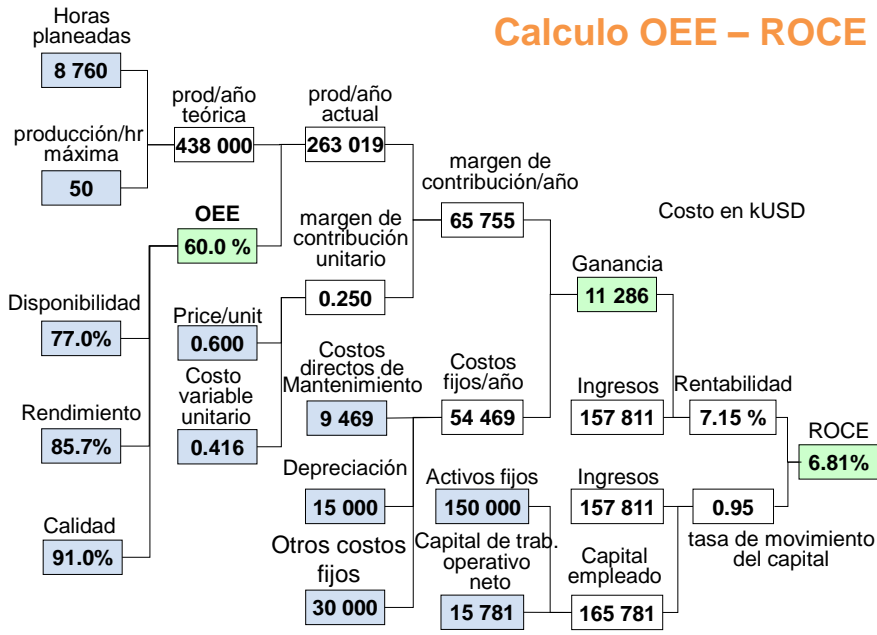 Calculo OEE – ROCE
Horas
planeadas
8 760
producción/hr
máxima
50
prod/año
teórica
438 000
prod/año
actual
263 019
OEE
60.0 %
margen de
contribución
unitario
0.250
margen de
contribución/año
65 755
Costo en kUSD
Ganancia
11 286
Disponibilidad
77.0%
Price/unit
0.600
Costo
variable
unitario
0.416
Costos
directos de
Mantenimiento
9 469
Costos
fijos/año
54 469
Ingresos
157 811
Rentabilidad
7.15 %
ROCE
6.81%
Rendimiento
85.7%
Depreciación
15 000
Activos fijos
150 000
Ingresos
157 811
0.95
tasa de movimiento
del capital
Calidad
91.0%
Otros costos
fijos
30 000
Capital de trab.
operativo
neto
15 781
Capital
empleado
165 781